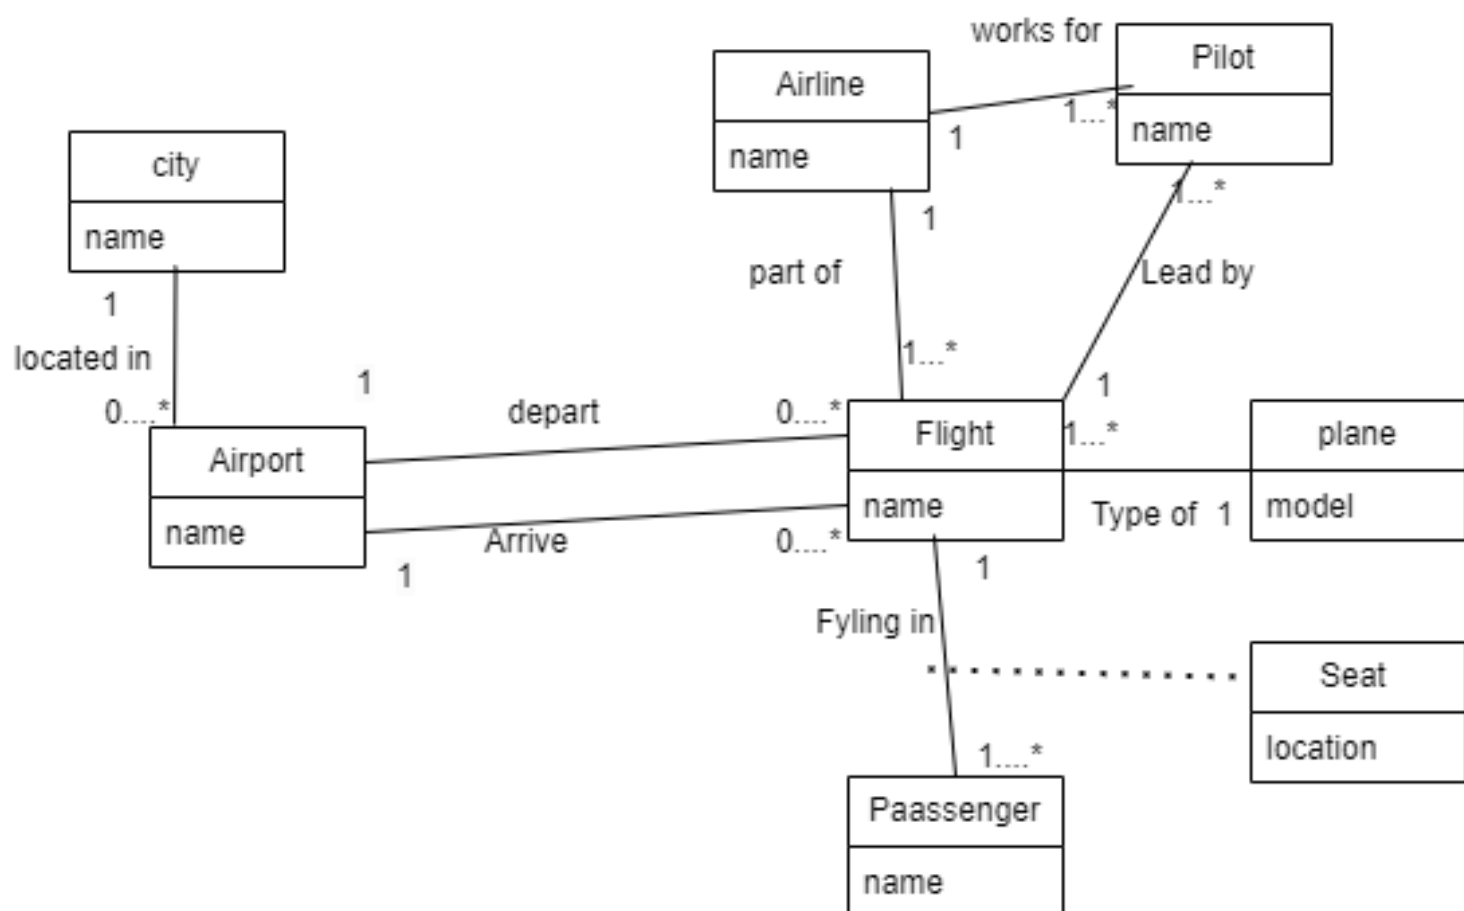 works for
Pilot
Airline
1...*
name
1
name
city
name
1...*
1
part of
Lead by
1
located in
1...*
1
1
0....*
depart
0....*
Flight
1...*
plane
Airport
name
Type of 1
model
name
Arrive
0....*
1
1
Fyling in
Seat
location
1....*
Paassenger
name